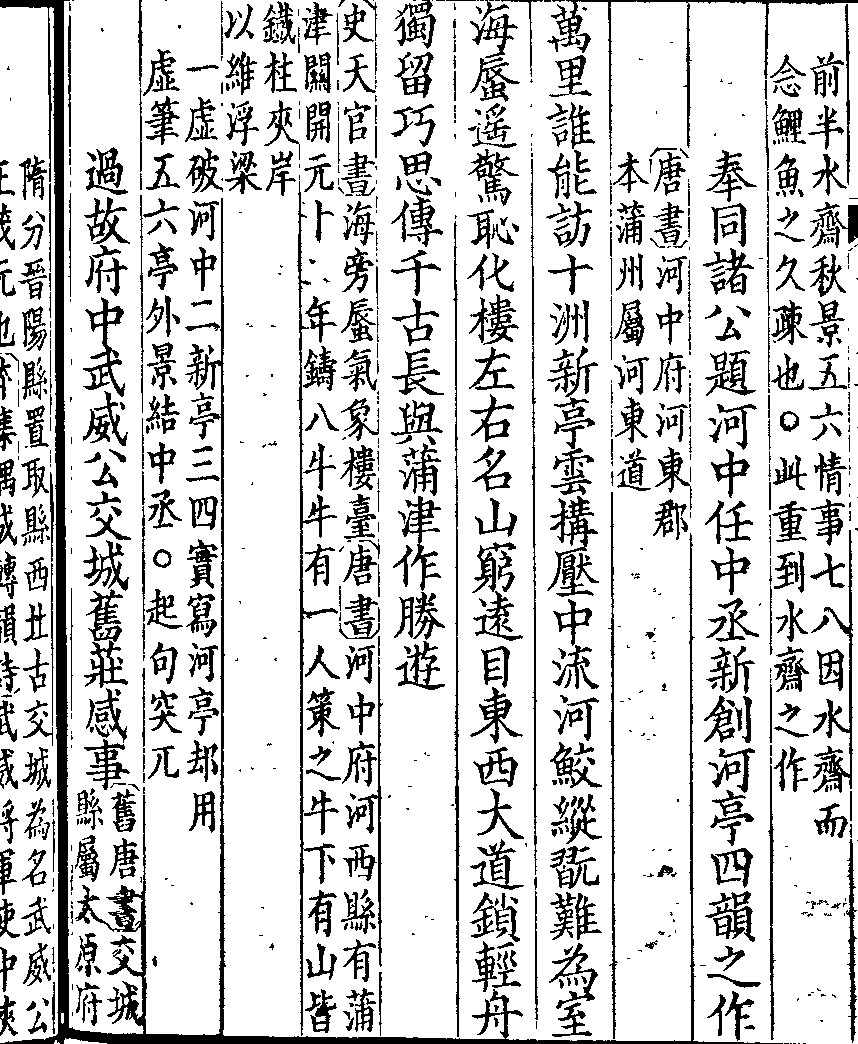 前半水齋秋景五六情事七八因水齋而
念鯉魚之久疎也○此重到水齋之作
奉同諸公題河中任中丞新創河亭四韻之作
唐書河中府河東郡
本蒲州屬河東道
萬里誰能訪十洲新亭雲構壓中流河鮫縱翫難為室
海蜃遥驚恥化樓左右名山窮遠目東西大道鎖輕舟
獨留巧思傳千古長與蒲津作勝遊
史天官書海旁蜃氣象樓臺唐書河中府河西縣有蒲
津關開元十二年鑄八牛牛有一人策之牛下有山皆
鐵柱夾岸
以維浮梁
一虛破河中二新亭三四實寫河亭却用
虛筆五六亭外景結中丞○起句突兀
過故府中武威公交城舊莊感事
舊唐書交城
縣屬太原府
隋分晉陽縣置取縣西北古交城為名武威公